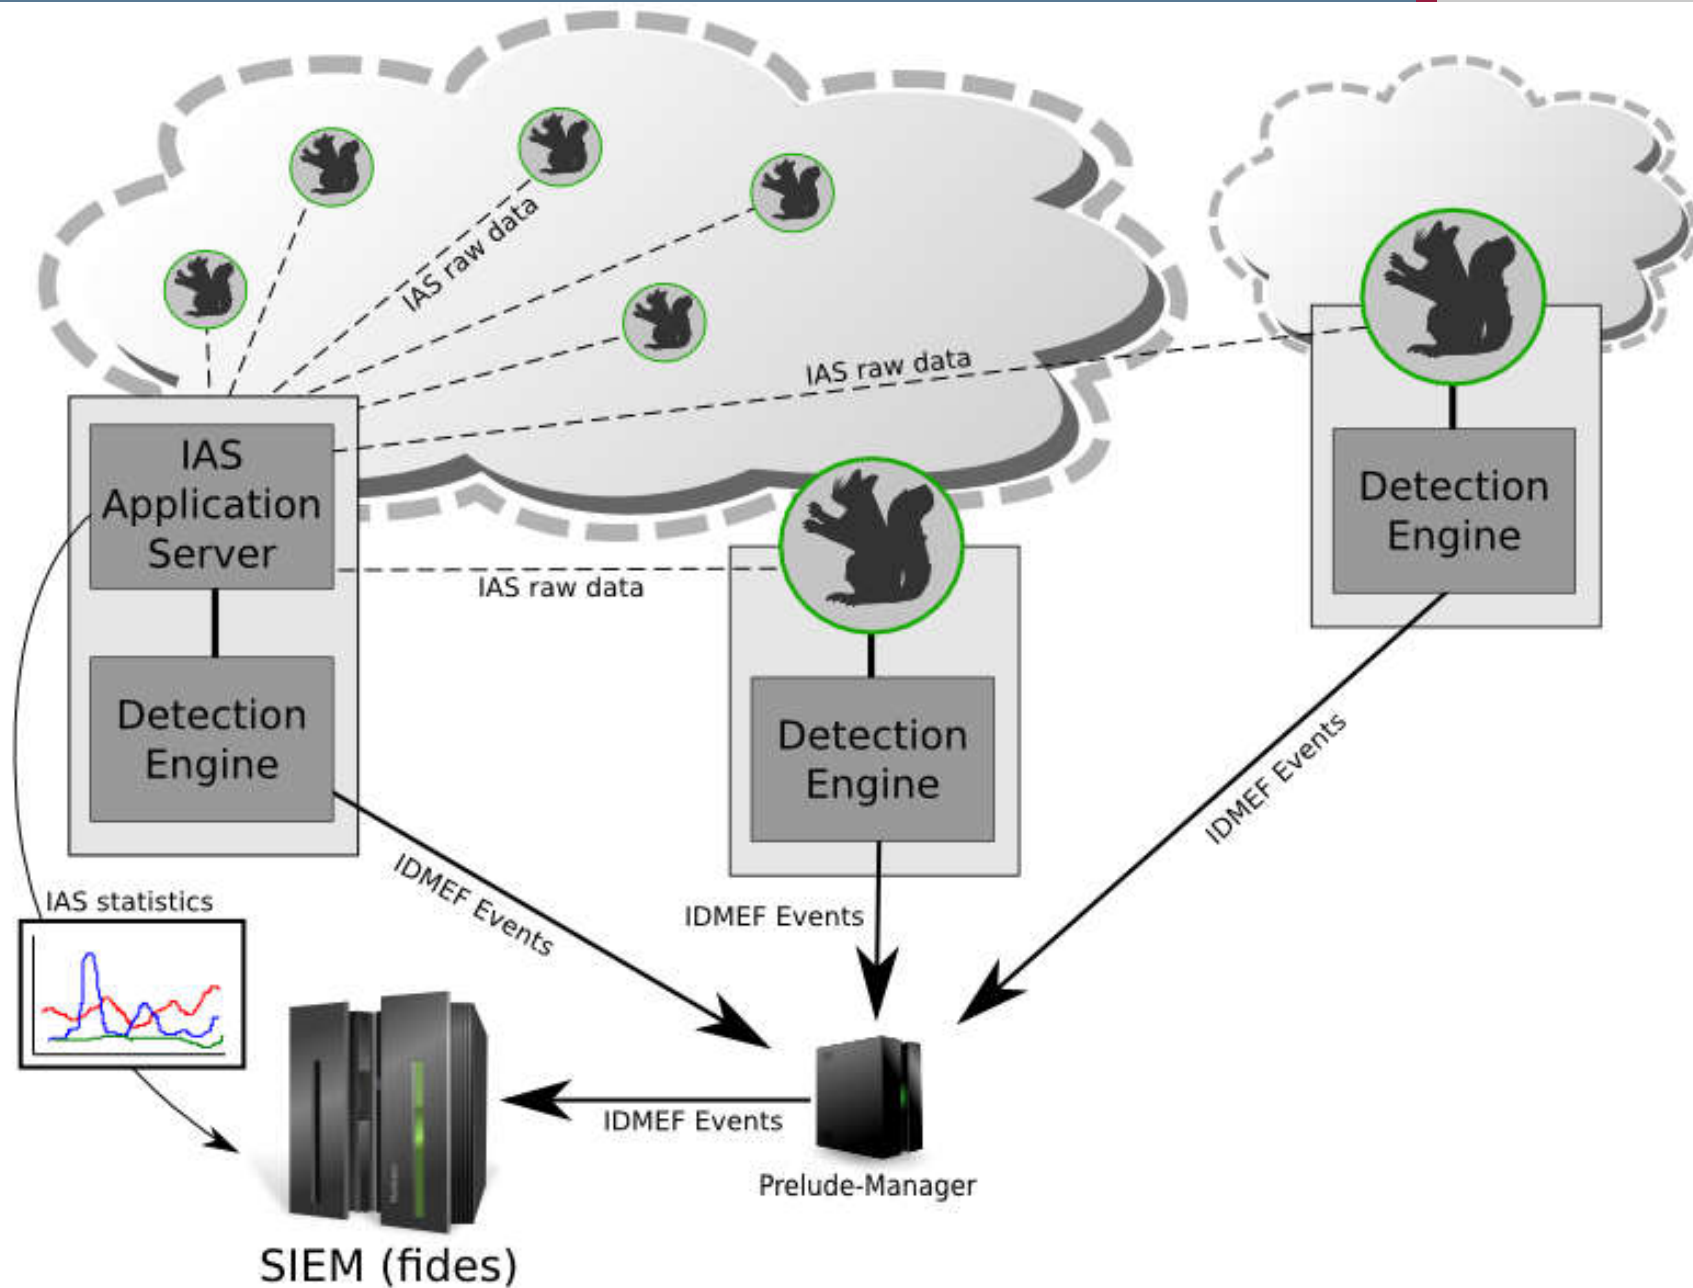 IAS raw data
IAS raw data
IAS
Application
Server
Detection
Engine
IAS raw data
Detection
Engine
Detection
Engine
IDMEF Events
IDMEF Events
IDMEF Events
IAS statistics
IDMEF Events
Prelude-Manager
SIEM (fides)